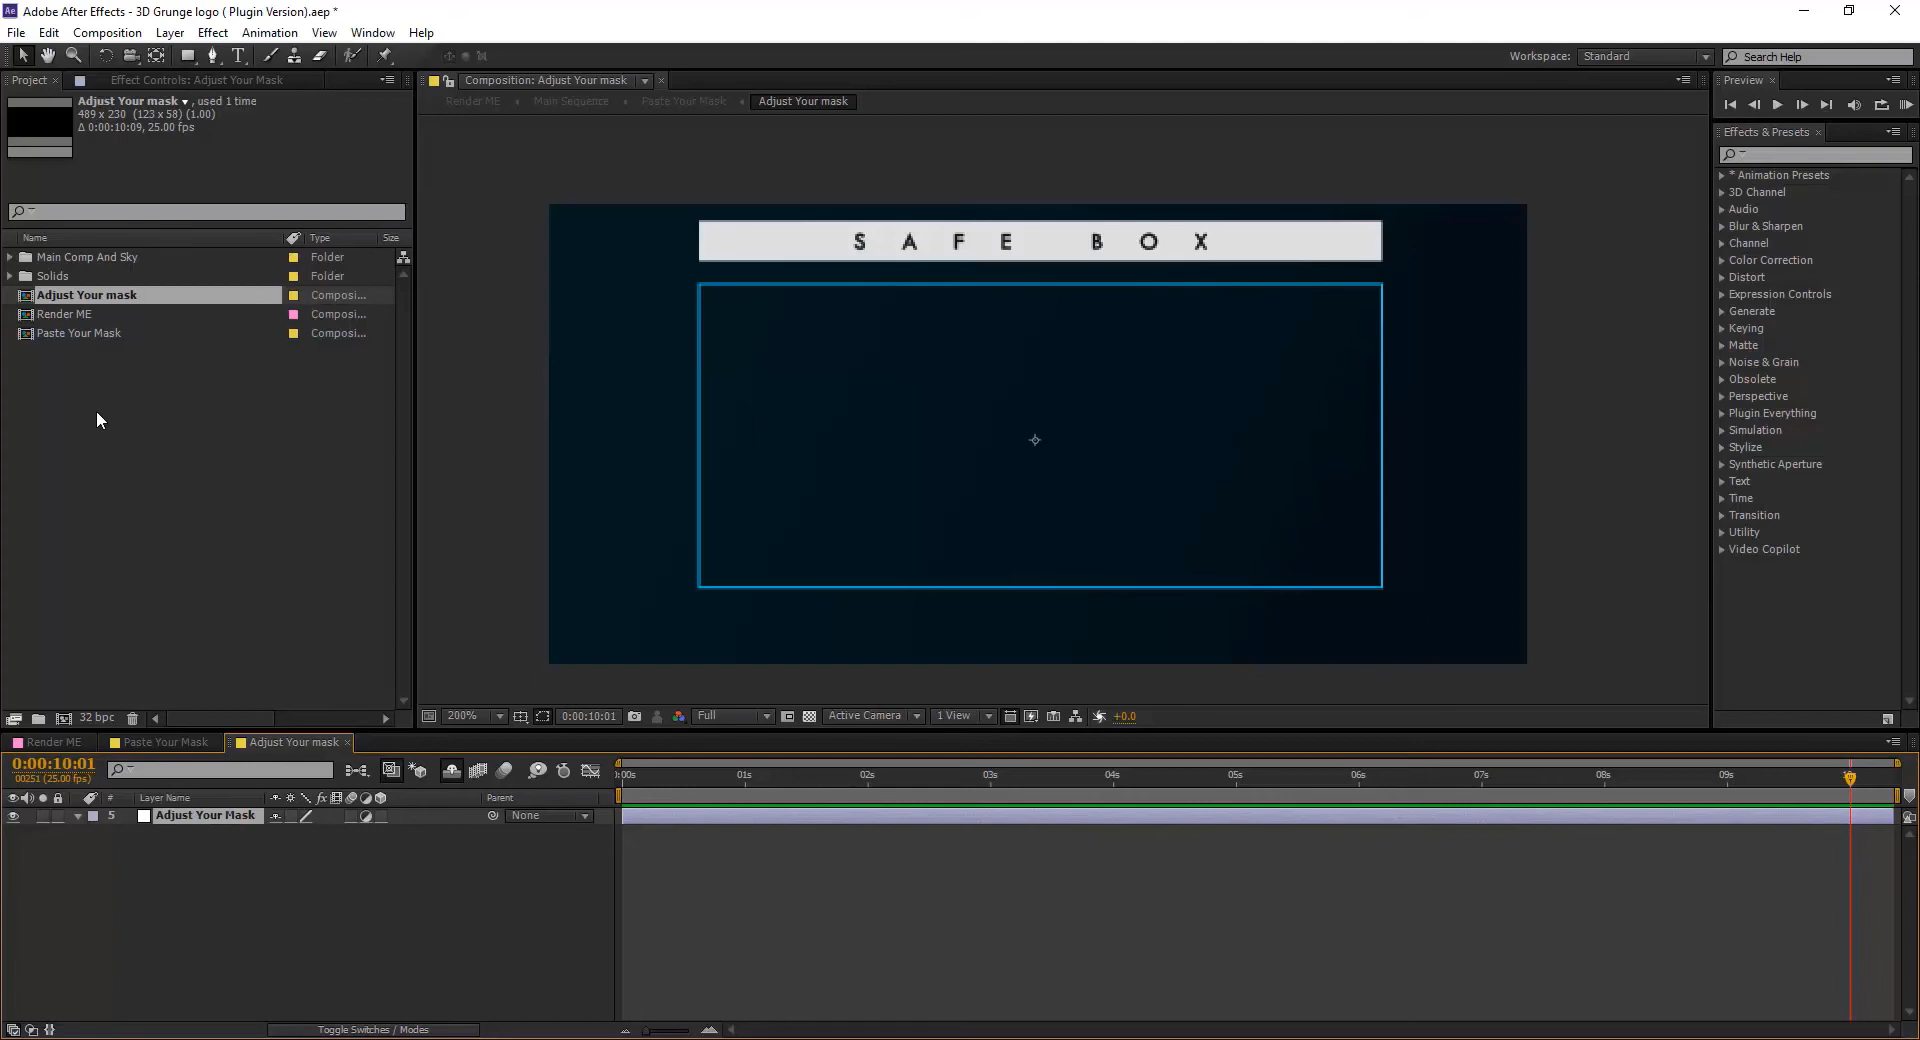 Adobe After Effects - 3D Grunge logo ( Plugin Version).aep *
File Edit Composition Layer Effect Animation View Window Help
Workspace: Standard Search Help
Project × Effect Controls: Adjust Your Mask
Composition: Adjust Your mask ×
Preview ×
Adjust Your mask , used 1 time
489 x 230 (123 x 58) (1.00)
Δ 0:00:10:09, 25.00 fps
Render ME Main Sequence Paste Your Mask Adjust Your mask
Effects & Presets ×
* Animation Presets
3D Channel
Audio
Blur & Sharpen
Channel
Color Correction
Distort
Expression Controls
Generate
Keying
Matte
Noise & Grain
Obsolete
Perspective
Plugin Everything
Simulation
Stylize
Synthetic Aperture
Text
Time
Transition
Utility
Video Copilot
Name Type Size
Main Comp And Sky Folder
Solids Folder
Adjust Your mask Composi...
Render ME Composi...
Paste Your Mask Composi...
SAFE BOX
32 bpc
200% 0:00:10:01 Full Active Camera 1 View +0.0
Render ME Paste Your Mask Adjust Your mask ×
0:00:10:01
00251 (25.00 fps)
:00s 01s 02s 03s 04s 05s 06s 07s 08s 09s
# Layer Name fx Parent
5 Adjust Your Mask None
Toggle Switches / Modes